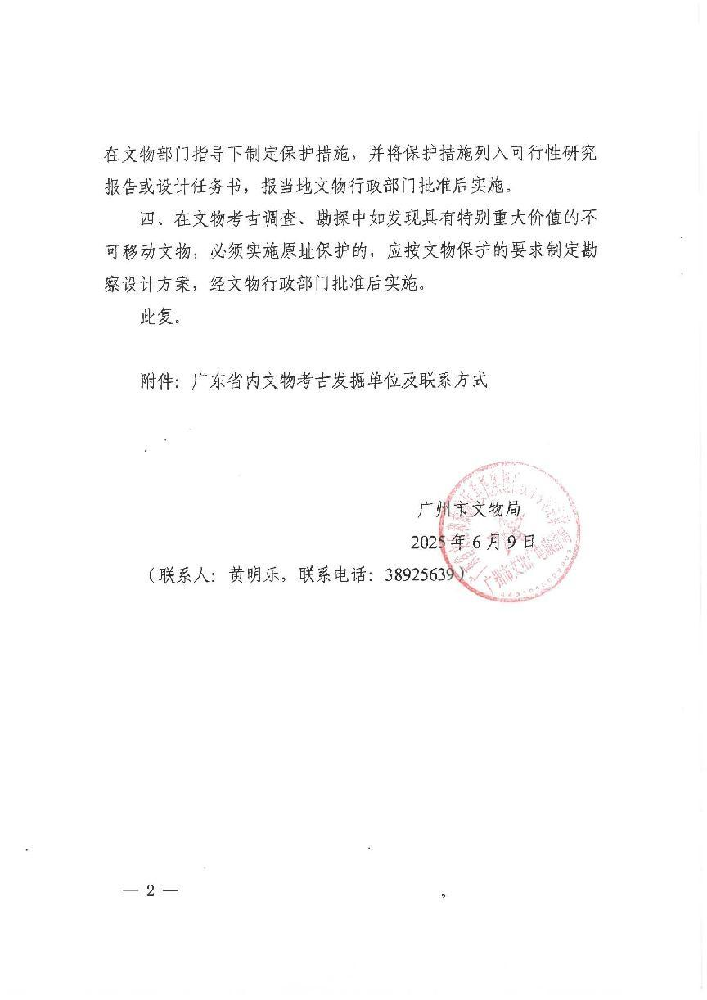 在文物部门指导下制定保护措施，并将保护措施列入可行性研究
报告或设计任务书，报当地文物行政部门批准后实施。
四、在文物考古调查、勘探中如发现具有特别重大价值的不
可移动文物，必须实施原址保护的，应按文物保护的要求制定勘
察设计方案，经文物行政部门批准后实施。
此复。
附件：广东省内文物考古发掘单位及联系方式
广州市文物局
2025年6月9日
（联系人：黄明乐，联系电话：38925639）
— 2 —